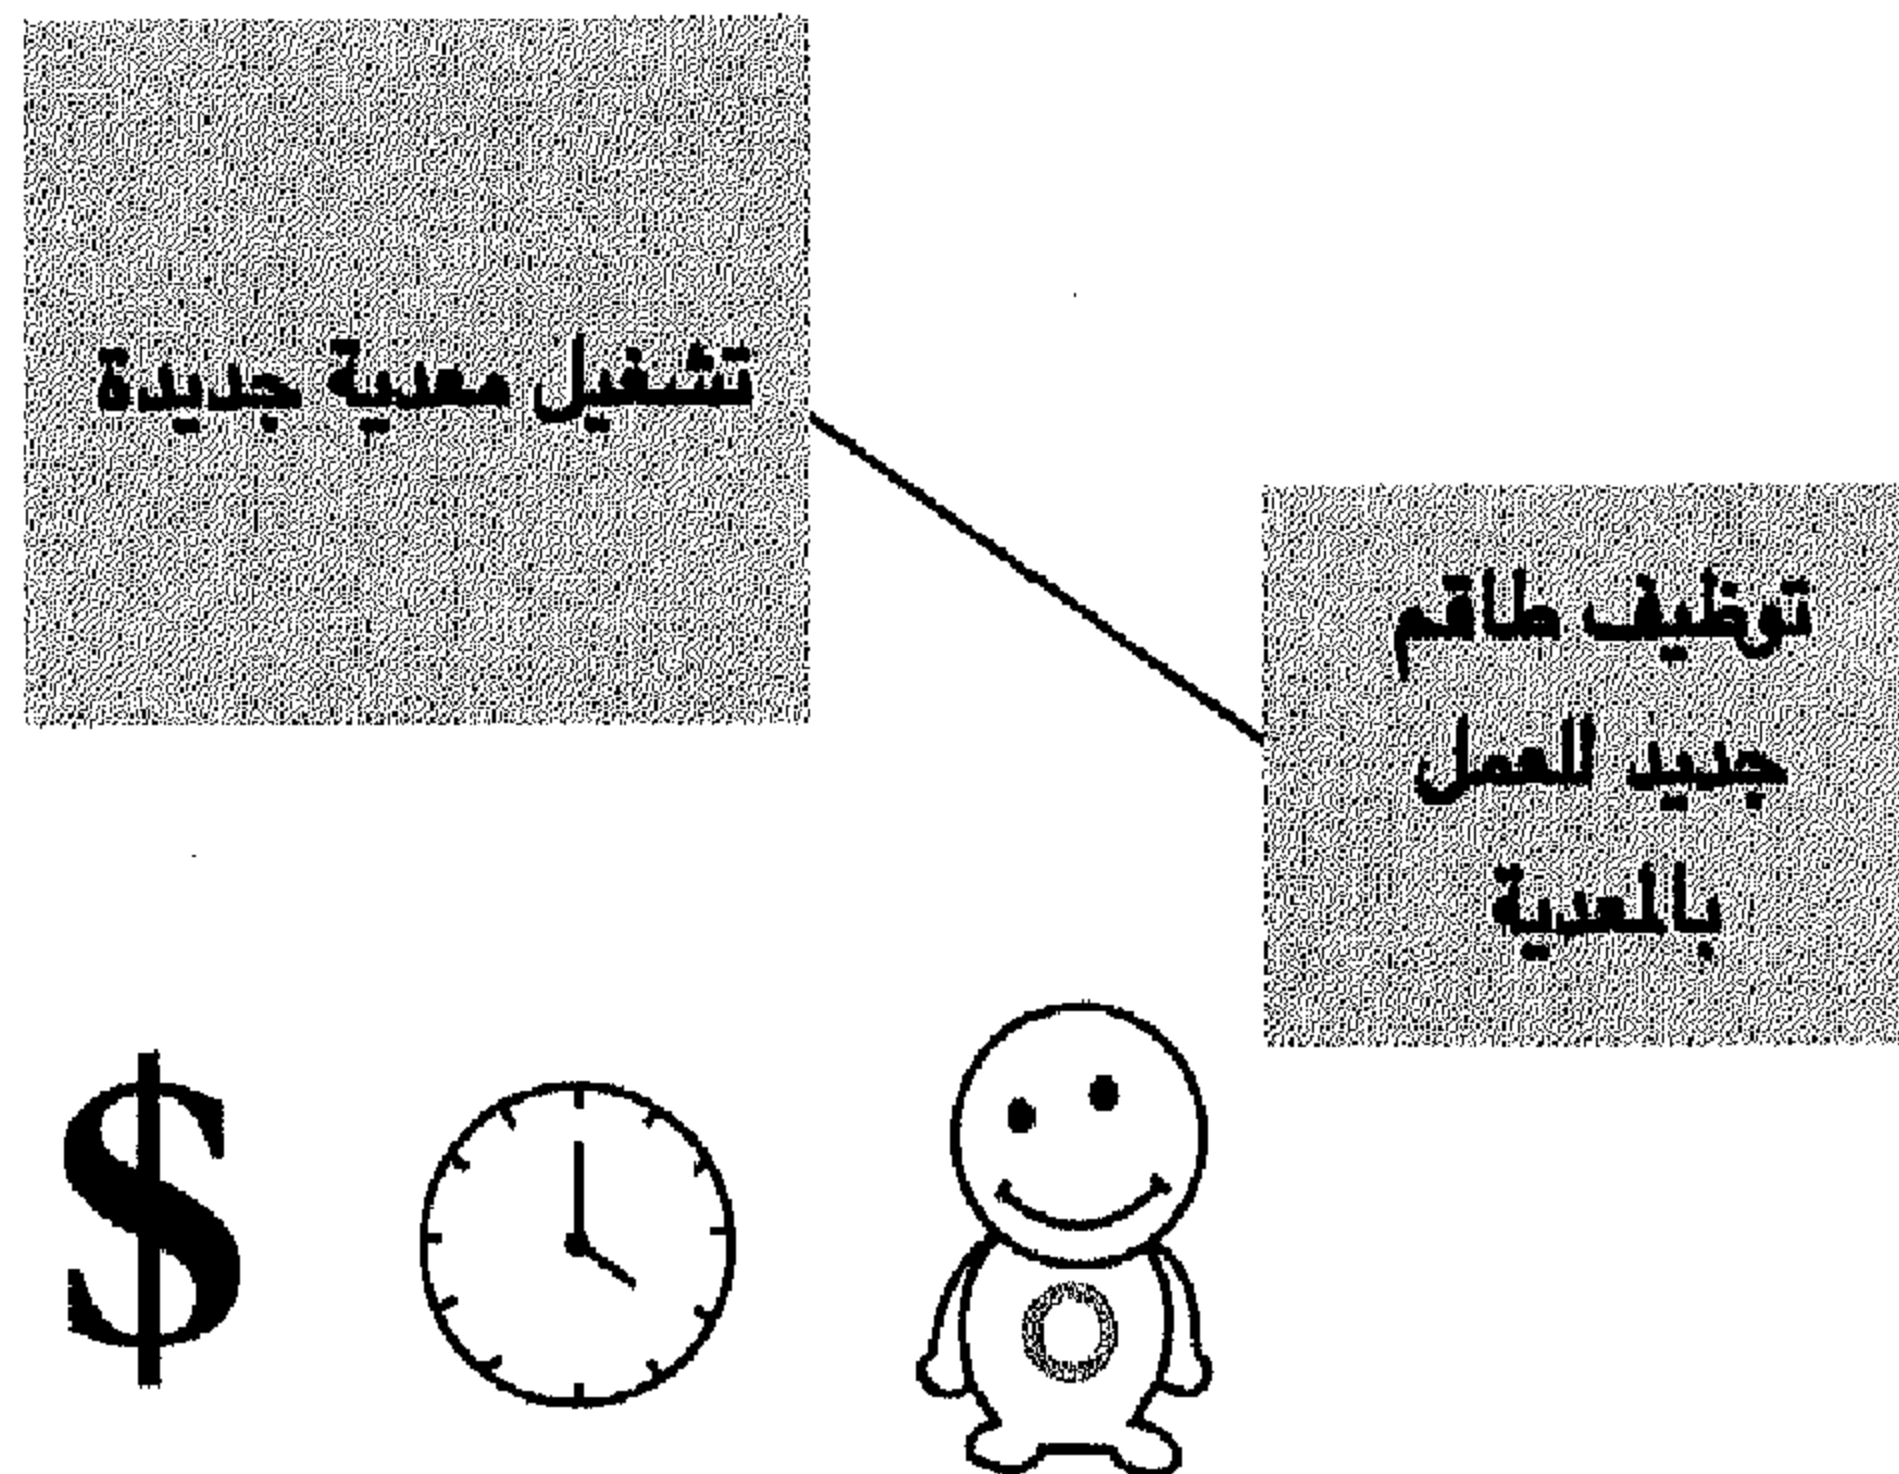 تشغيل معدية جديدة
توظيف طاقم
جديد للعمل
بالمعدية
$